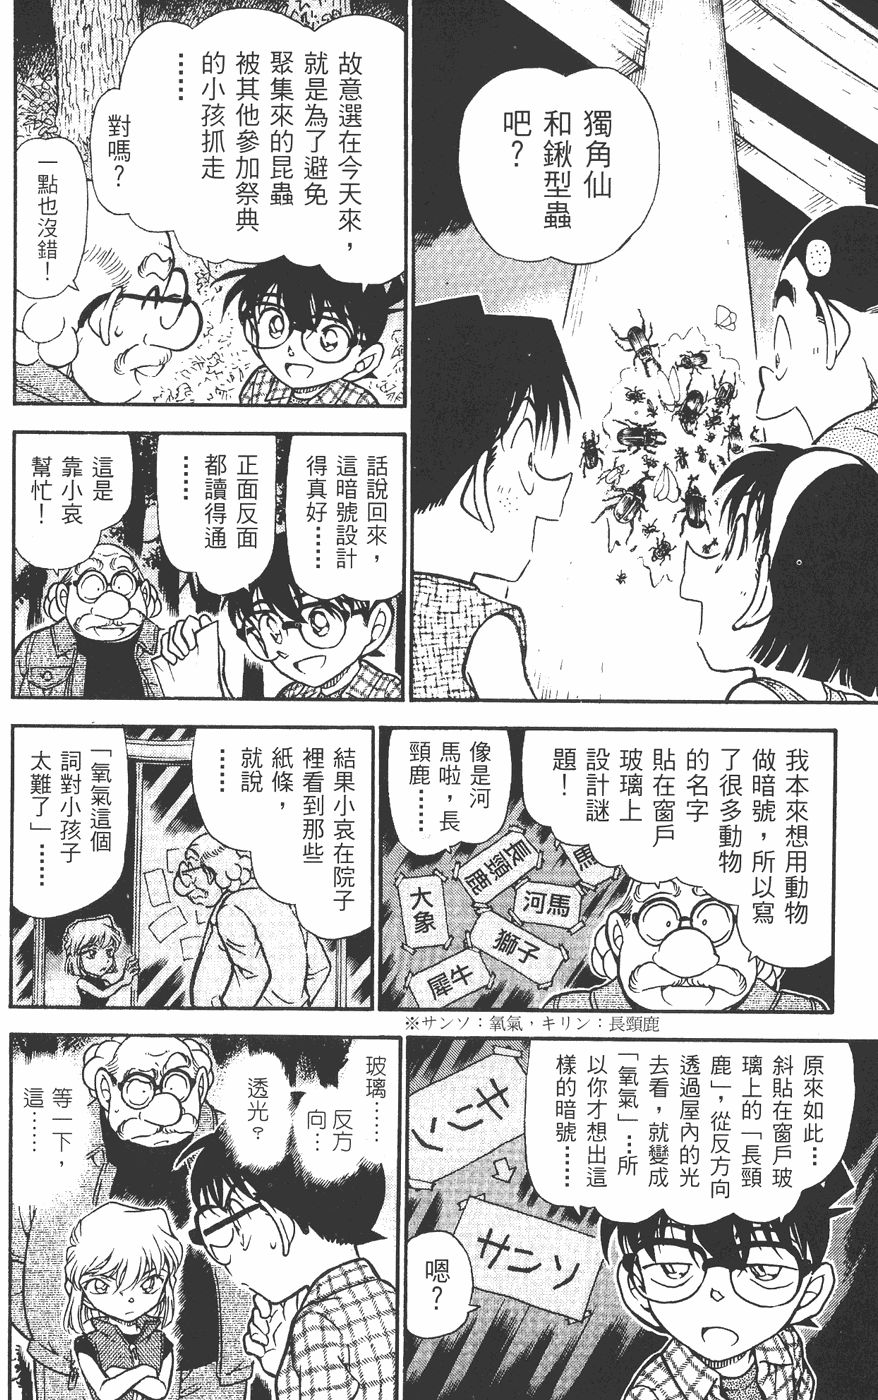 獨角仙
和鍬型蟲
吧？
故意選在今天來，
就是為了避免
聚集來的昆蟲
被其他參加祭典
的小孩抓走
……
對嗎？
一點也沒錯！
話說回來，
這暗號設計
得真好……
正面反面
都讀得通
……
這是
靠小哀
幫忙！
我本來想用動物
做暗號，所以寫
了很多動物
的名字
貼在窗戶
玻璃上
設計謎
題！
像是河
馬啦，長
頸鹿……
馬
長頸鹿
河馬
大象
獅子
犀牛
結果小哀在院子
裡看到那些
紙條，
就說
……
「氧氣這個
詞對小孩子
太難了」……
※サンソ：氧氣，キリン：長頸鹿
原來如此…
斜貼在窗戶玻
璃上的「長頸
鹿」，從反方向
透過屋內的光
去看，就變成
「氧氣」…所
以你才想出這
樣的暗號……
キリン
サンソ
嗯？
玻璃……
反方
向…
透光？
等一下，
這……